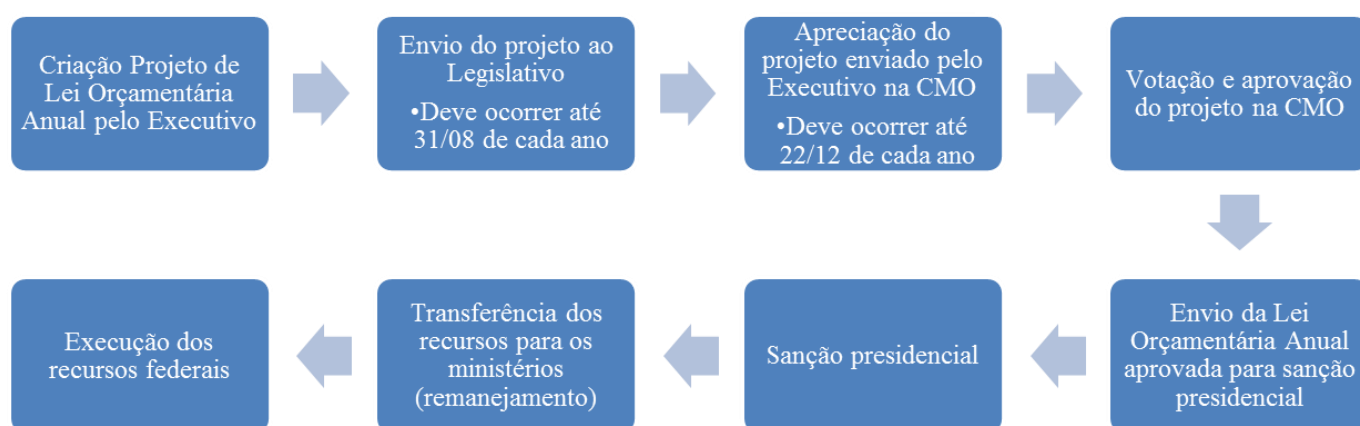 Criação Projeto de
Lei Orçamentária
Anual pelo Executivo
Envio do projeto ao
Legislativo
•Deve ocorrer até
31/08 de cada ano
Apreciação do
projeto enviado pelo
Executivo na CMO
•Deve ocorrer até
22/12 de cada ano
Votação e aprovação
do projeto na CMO
Envio da Lei
Orçamentária Anual
aprovada para sanção
presidencial
Sanção presidencial
Transferência dos
recursos para os
ministérios
(remanejamento)
Execução dos
recursos federais